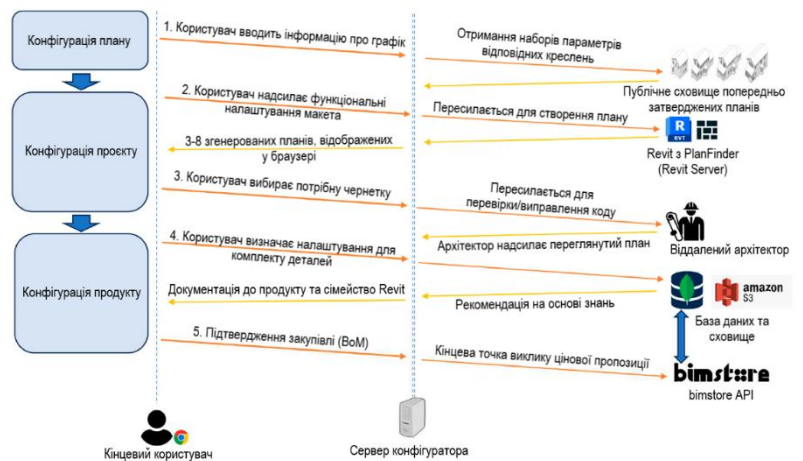 Конфігурація плану
1. Користувач вводить інформацію про графік
Отримання наборів параметрів
відповідних креслень
Публічне сховище попередньо
затверджених планів
Конфігурація проєкту
2. Користувач надсилає функціональні
налаштування макета
Пересилається для створення плану
3-8 згенерованих планів, відображених
у браузері
R
RVT
Revit з PlanFinder
(Revit Server)
3. Користувач вибирає потрібну чернетку
Пересилається для
перевірки/виправлення коду
Архітектор надсилає переглянутий план
Віддалений архітектор
Конфігурація продукту
4. Користувач визначає налаштування для
комплекту деталей
Документація до продукту та сімейство Revit
Рекомендація на основі знань
amazon
S3
База даних та
сховище
5. Підтвердження закупівлі (BoM)
Кінцева точка виклику цінової пропозиції
bimstore
bimstore API
Кінцевий користувач
Сервер конфігуратора